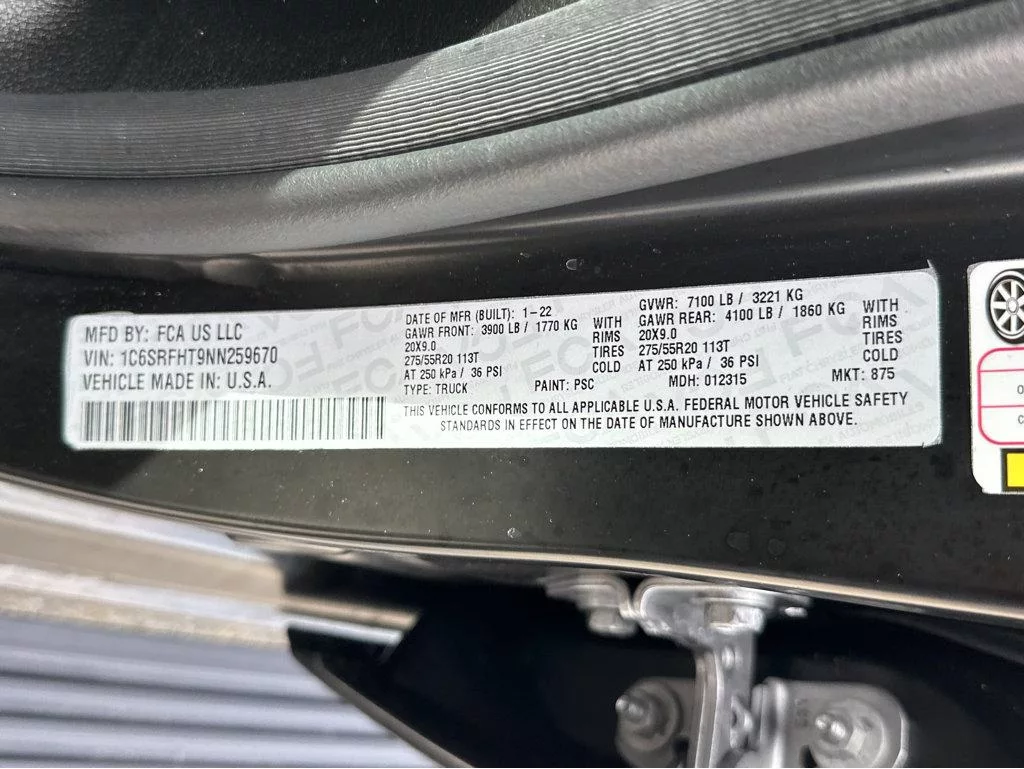 MFD BY: FCA US LLC
VIN: 1C6SRFHT9NN259670
VEHICLE MADE IN: U.S.A.
DATE OF MFR (BUILT): 1-22
GAWR FRONT: 3900 LB / 1770 KG WITH
20X9.0 RIMS
275/55R20 113T TIRES
AT 250 kPA / 36 PSI COLD
GVWR: 7100 LB / 3221 KG
GAWR REAR: 4100 LB / 1860 KG WITH
20X9.0 RIMS
275/55R20 113T TIRES
AT 250 kPA / 36 PSI COLD
TYPE: TRUCK PAINT: PSC MDH: 012315 MKT: 875
THIS VEHICLE CONFORMS TO ALL APPLICABLE U.S.A. FEDERAL MOTOR VEHICLE SAFETY
STANDARDS IN EFFECT ON THE DATE OF MANUFACTURE SHOWN ABOVE.